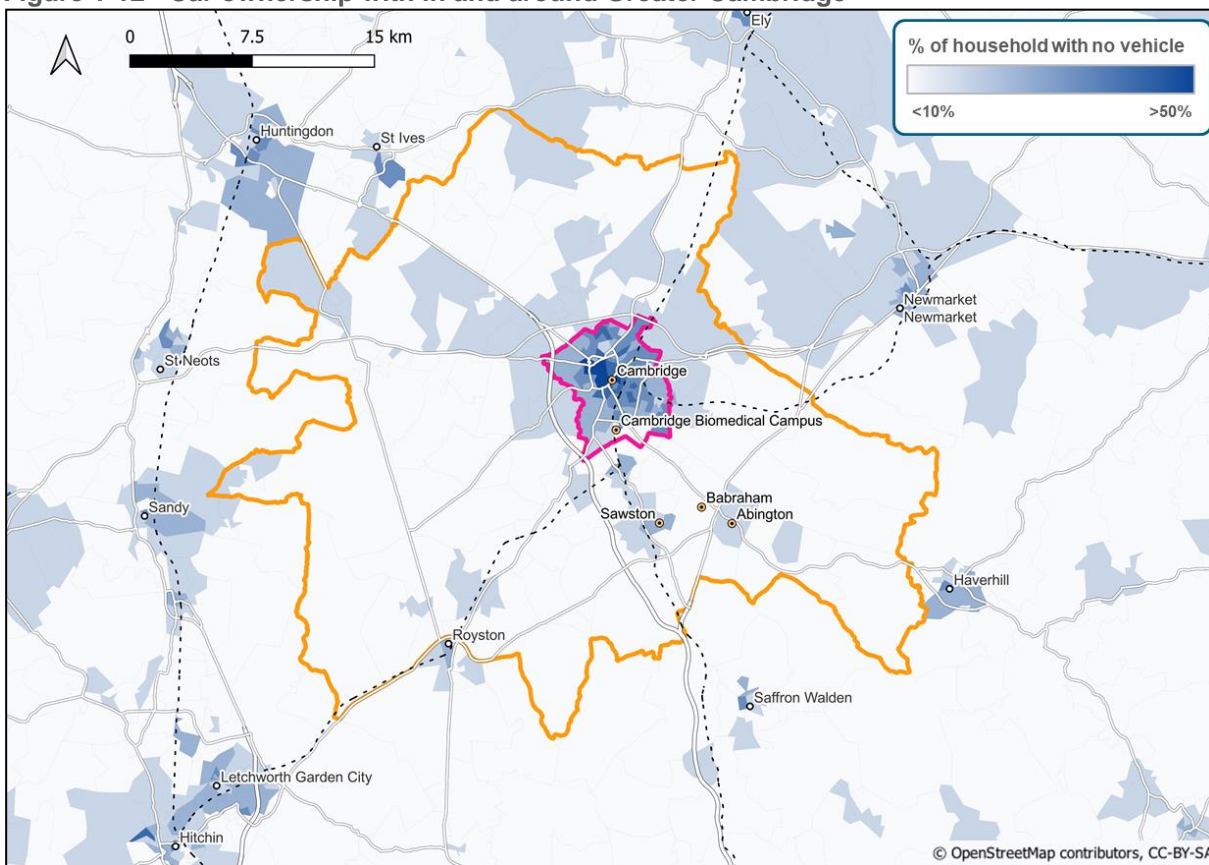 0 7.5 15 km
Ely
% of household with no vehicle
<10% >50%
Huntingdon
St Ives
Newmarket
Newmarket
St Neots
Cambridge
Cambridge Biomedical Campus
Sandy
Babraham
Sawston
Abington
Haverhill
Royston
Saffron Walden
Letchworth Garden City
Hitchin
© OpenStreetMap contributors, CC-BY-SA